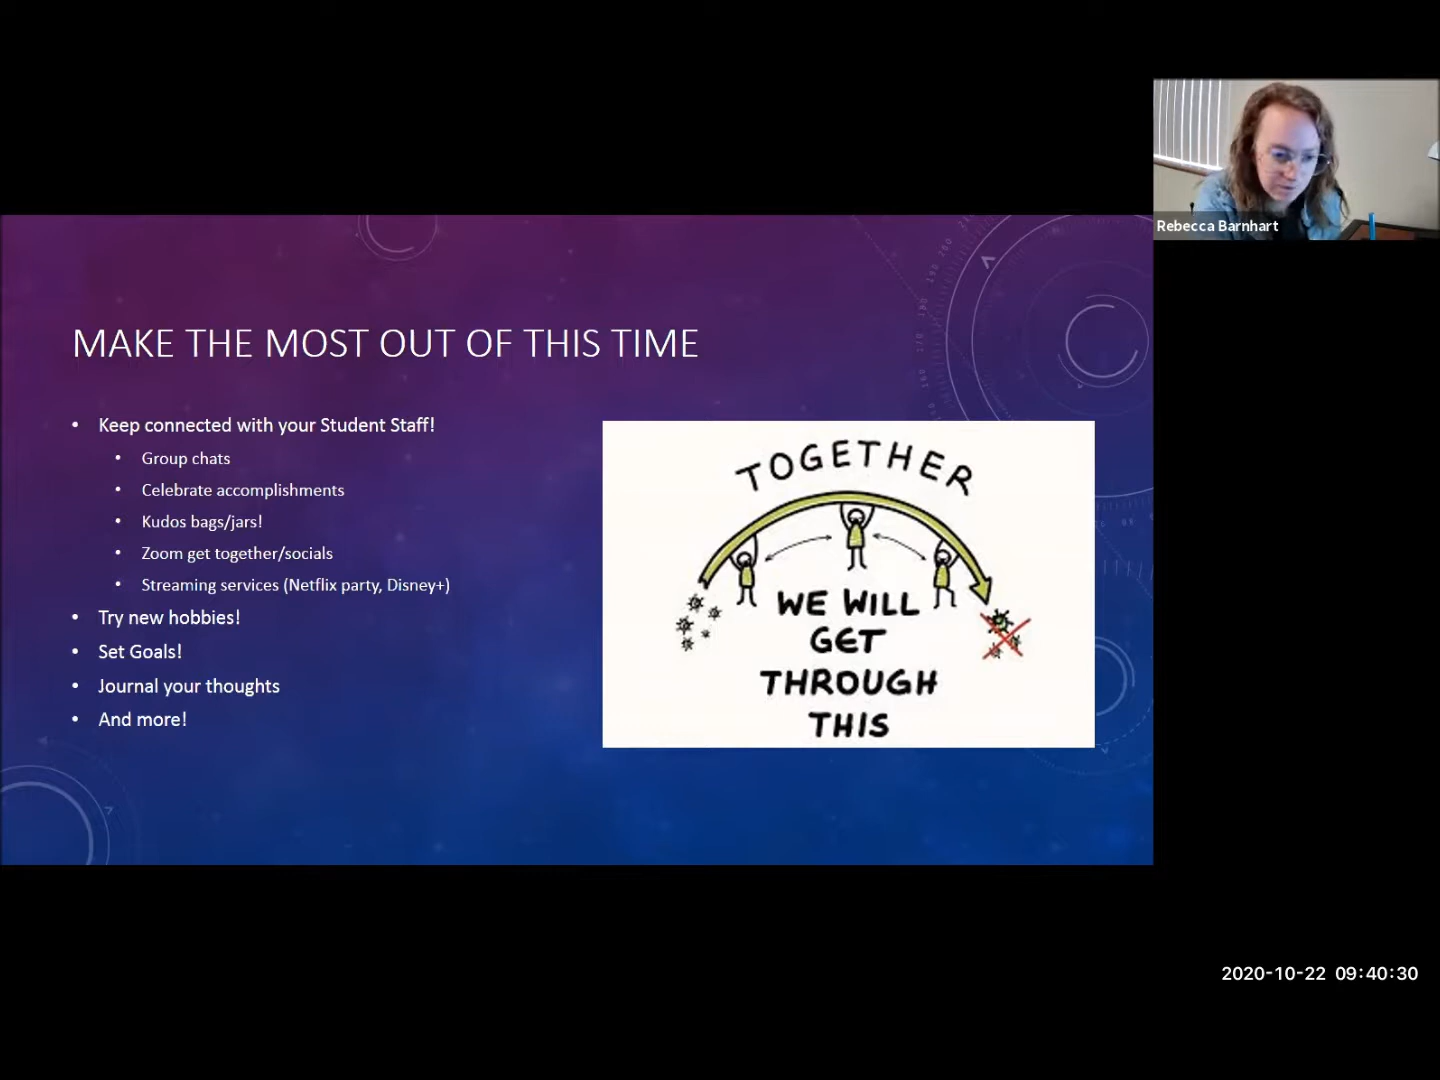 Rebecca Barnhart
MAKE THE MOST OUT OF THIS TIME
• Keep connected with your Student Staff!
• Group chats
• Celebrate accomplishments
• Kudos bags/jars!
• Zoom get together/socials
• Streaming services (Netflix party, Disney+)
• Try new hobbies!
• Set Goals!
• Journal your thoughts
• And more!
TOGETHER
WE WILL
GET
THROUGH
THIS
2020-10-22 09:40:30